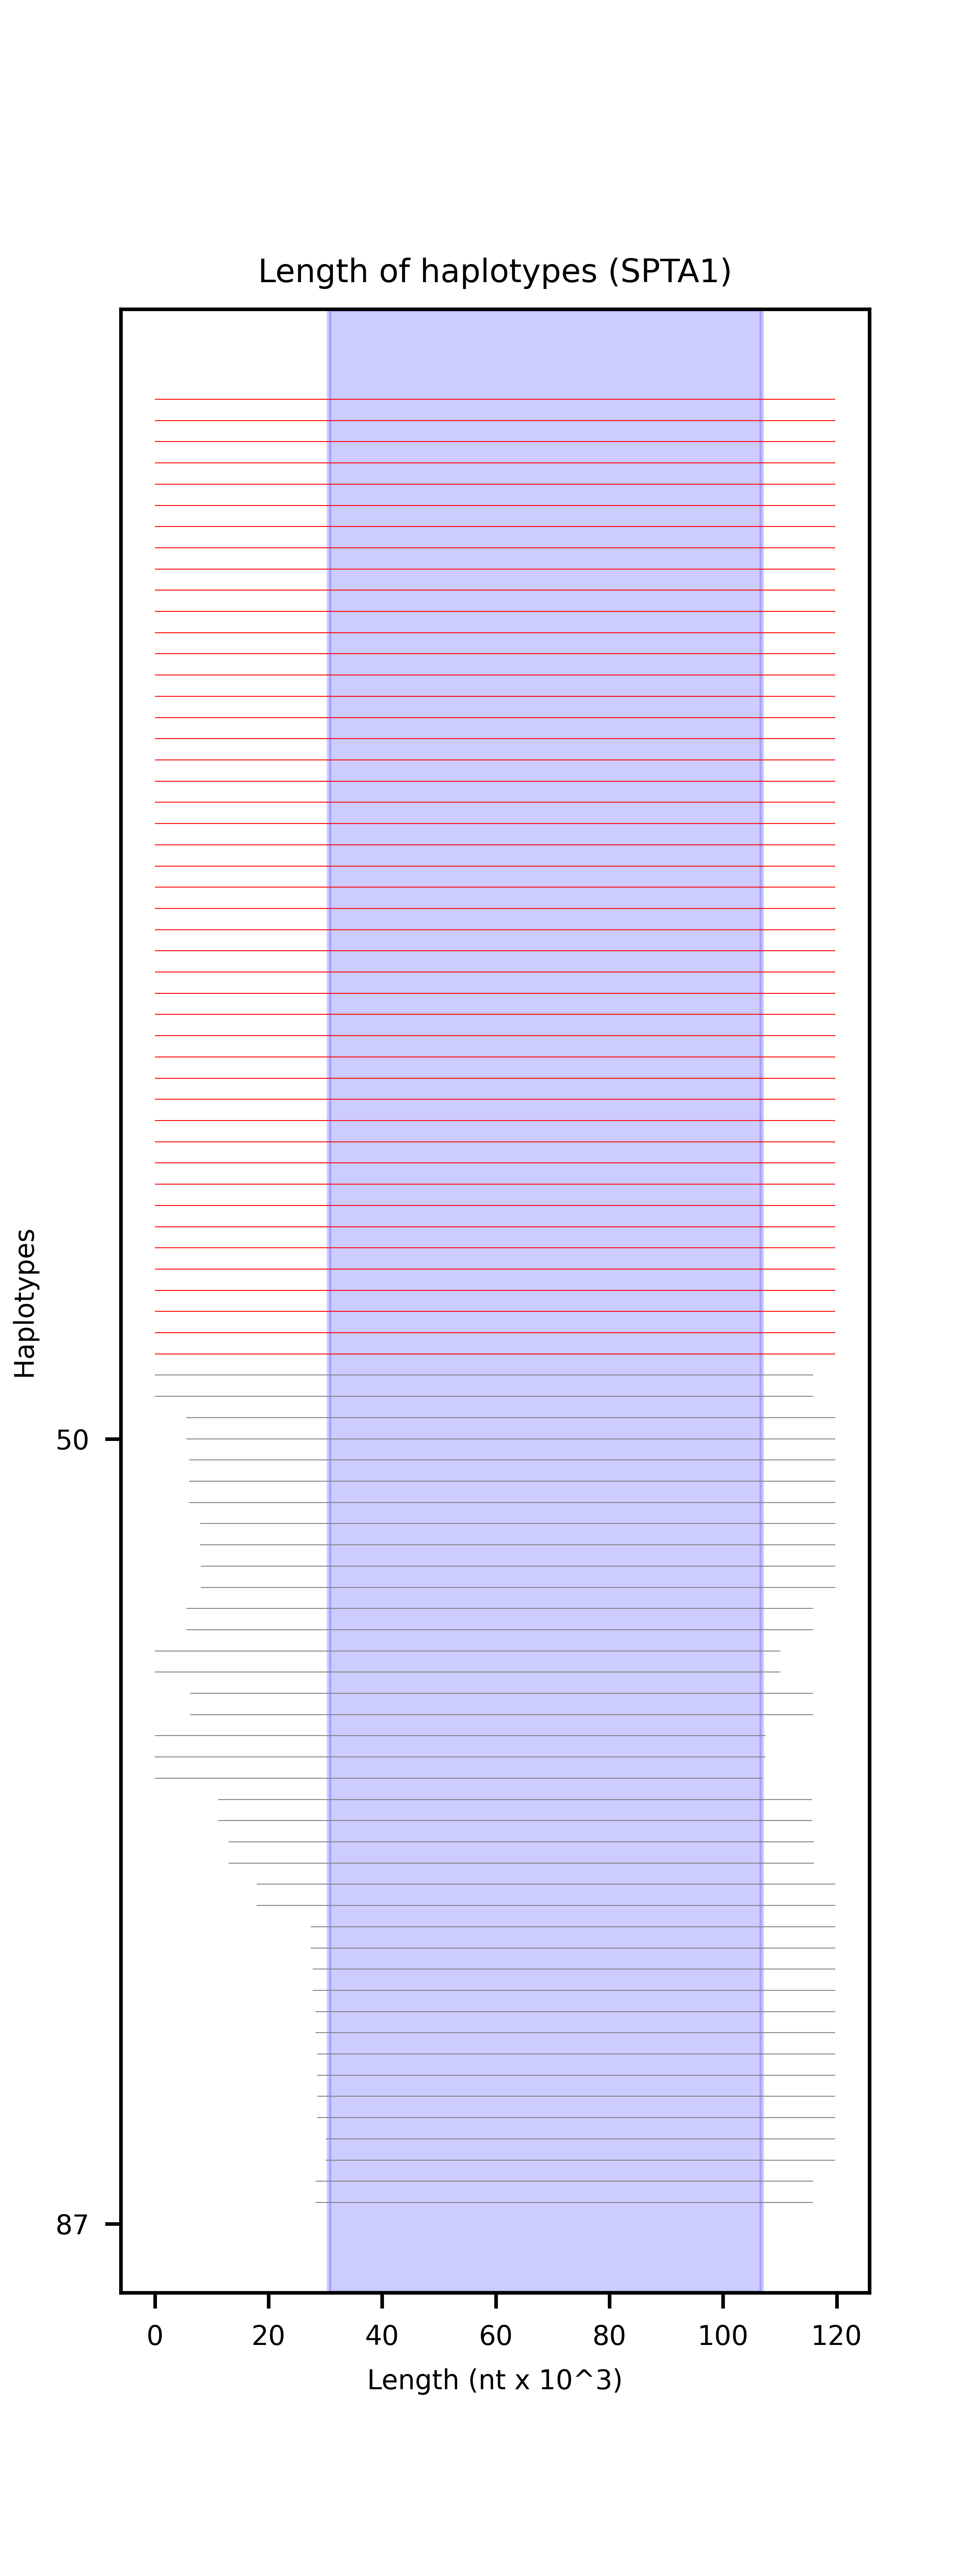 Length of haplotypes (SPTA1)
Haplotypes
50
87
0 20 40 60 80 100 120
Length (nt x 10^3)